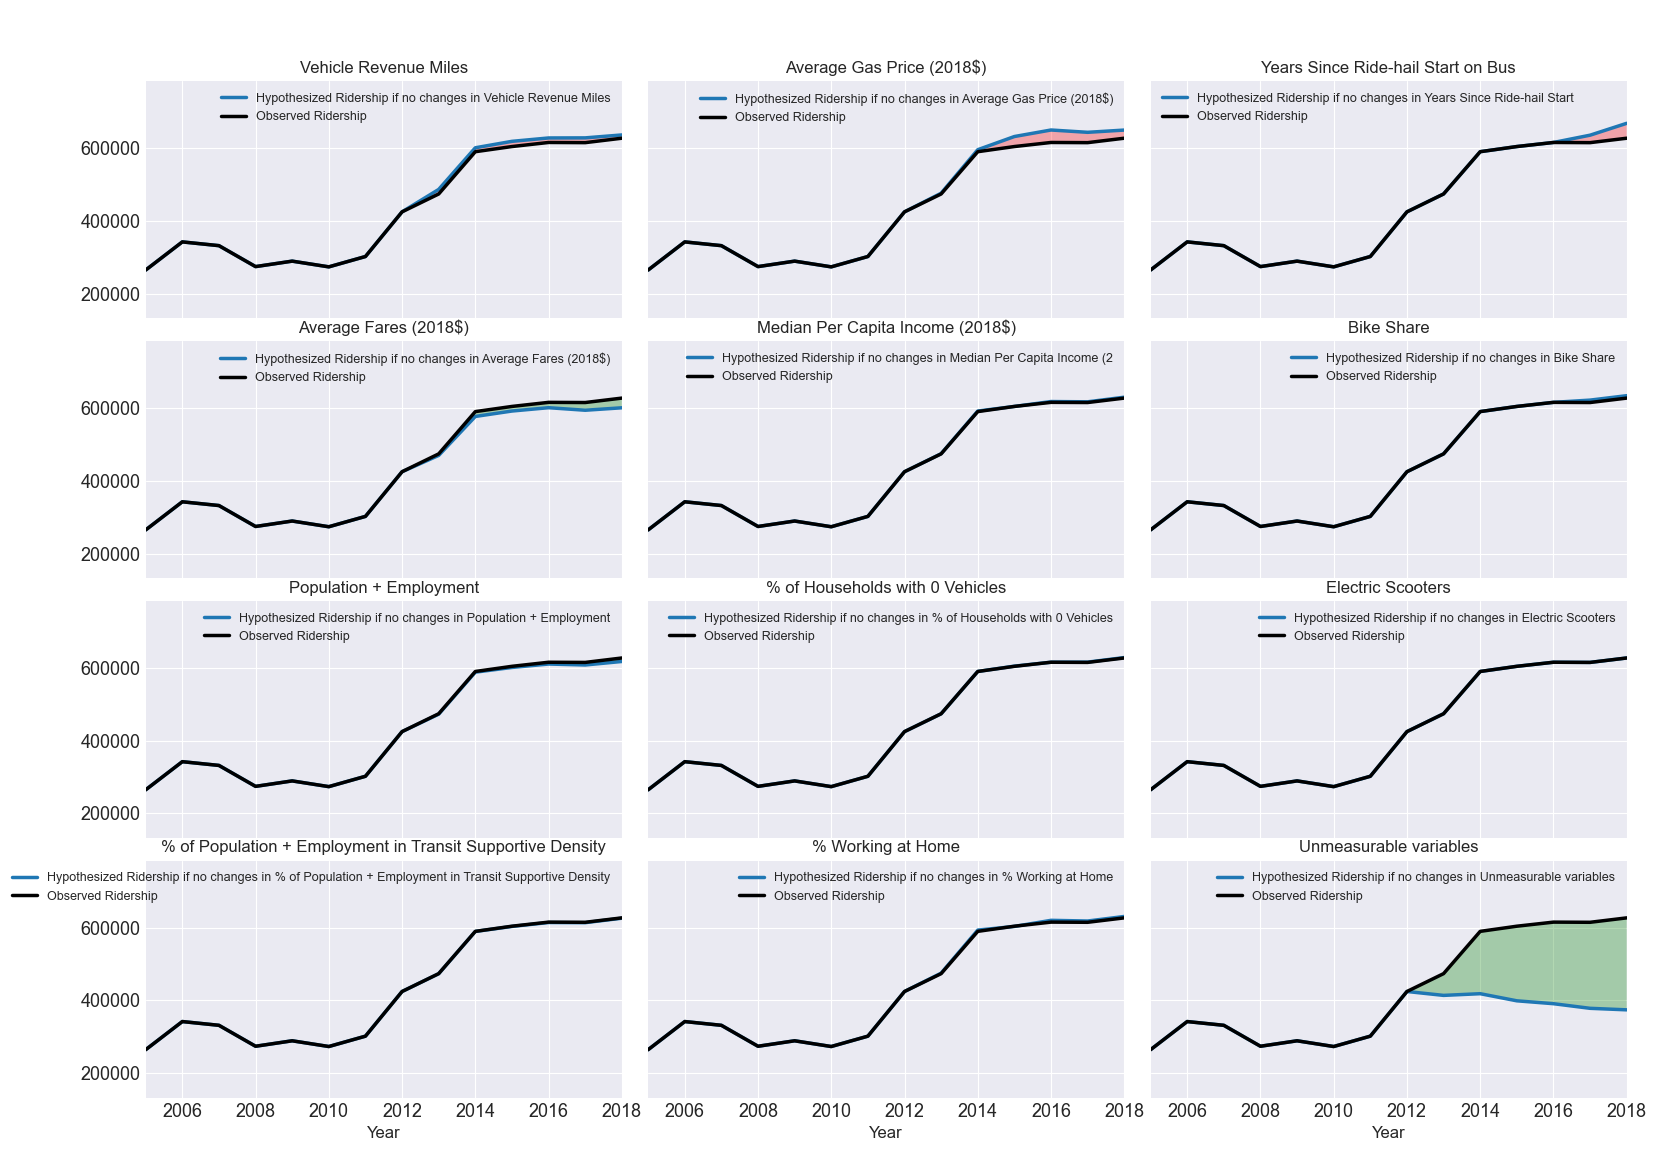 Vehicle Revenue Miles
Hypothesized Ridership if no changes in Vehicle Revenue Miles
Observed Ridership
600000
400000
200000
Average Gas Price (2018$)
Hypothesized Ridership if no changes in Average Gas Price (2018$)
Observed Ridership
Years Since Ride-hail Start on Bus
Hypothesized Ridership if no changes in Years Since Ride-hail Start
Observed Ridership
Average Fares (2018$)
Hypothesized Ridership if no changes in Average Fares (2018$)
Observed Ridership
600000
400000
200000
Median Per Capita Income (2018$)
Hypothesized Ridership if no changes in Median Per Capita Income (2
Observed Ridership
Bike Share
Hypothesized Ridership if no changes in Bike Share
Observed Ridership
Population + Employment
Hypothesized Ridership if no changes in Population + Employment
Observed Ridership
600000
400000
200000
% of Households with 0 Vehicles
Hypothesized Ridership if no changes in % of Households with 0 Vehicles
Observed Ridership
Electric Scooters
Hypothesized Ridership if no changes in Electric Scooters
Observed Ridership
% of Population + Employment in Transit Supportive Density
Hypothesized Ridership if no changes in % of Population + Employment in Transit Supportive Density
Observed Ridership
600000
400000
200000
2006 2008 2010 2012 2014 2016 2018
Year
% Working at Home
Hypothesized Ridership if no changes in % Working at Home
Observed Ridership
2006 2008 2010 2012 2014 2016 2018
Year
Unmeasurable variables
Hypothesized Ridership if no changes in Unmeasurable variables
Observed Ridership
2006 2008 2010 2012 2014 2016 2018
Year